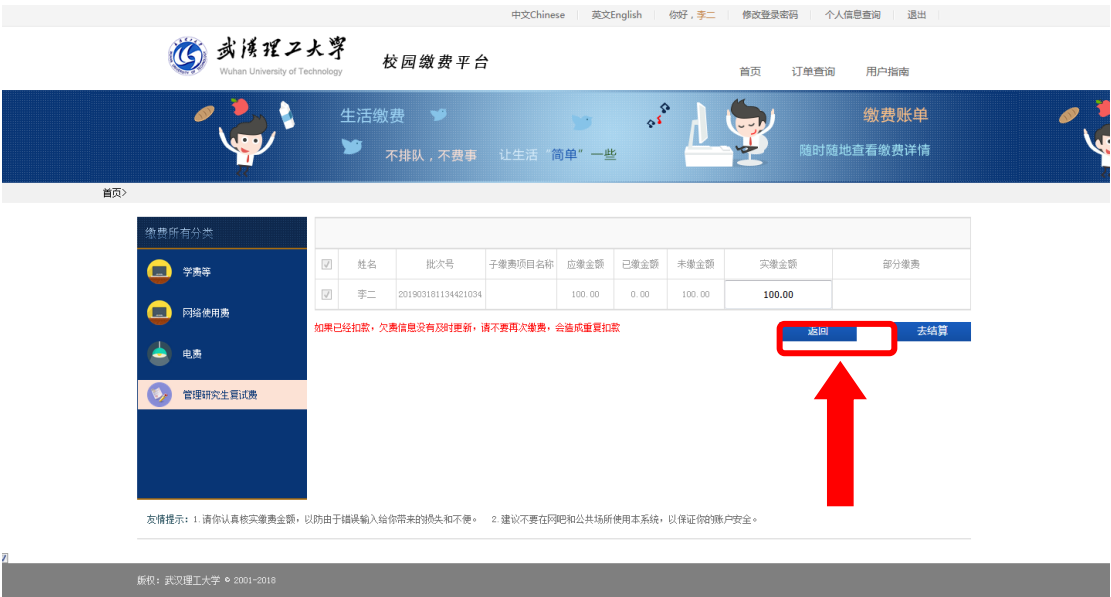 中文Chinese 英文English 你好，李二 修改登录密码 个人信息查询 退出
武汉理工大学
Wuhan University of Technology
校园缴费平台
首页 订单查询 用户指南
生活缴费
不排队，不费事 让生活“简单”一些
缴费账单
随时随地查看缴费详情
首页>
缴费所有分类
学费等
网络使用费
电费
管理研究生复试费
姓名 批次号 子缴费项目名称 应缴金额 已缴金额 未缴金额 实缴金额 部分缴费
李二 201903181134421034 100.00 0.00 100.00 100.00
如果已经扣款，欠费信息没有及时更新，请不要再次缴费，会造成重复扣款
返回 去结算
友情提示：1.请你认真核实缴费金额，以防由于错误输入给你带来的损失和不便。 2.建议不要在网吧和公共场所使用本系统，以保证你的账户安全。
版权：武汉理工大学 © 2001-2018